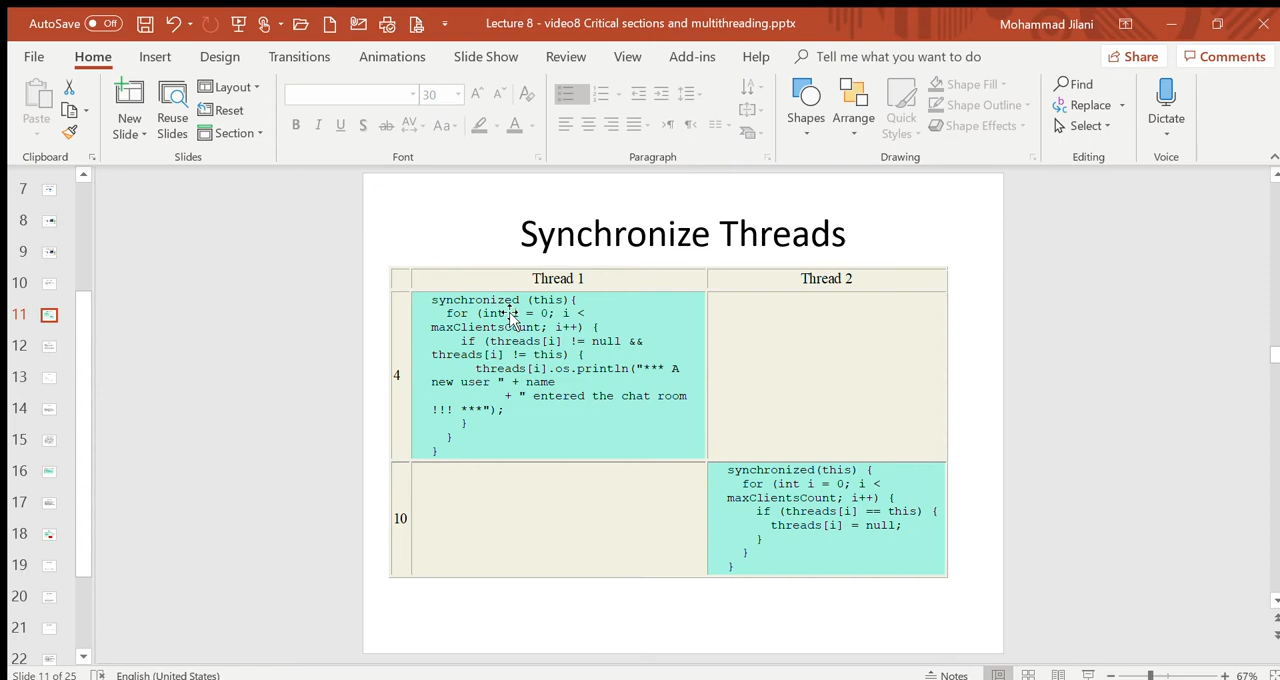 AutoSave Off Lecture 8 - video8 Critical sections and multithreading.pptx Mohammad Jilani
File Home Insert Design Transitions Animations Slide Show Review View Add-ins Help Tell me what you want to do Share Comments
Paste
Clipboard
New Slide
Reuse Slides
Layout
Reset
Section
Slides
30
B I U S ab AV Aa A
Font
Paragraph
Shapes
Arrange
Quick Styles
Shape Fill
Shape Outline
Shape Effects
Drawing
Find
Replace
Select
Editing
Dictate
Voice
7
8
9
10
11
12
13
14
15
16
17
18
19
20
21
22
Synchronize Threads
Thread 1 Thread 2
4
synchronized (this){
for (int i = 0; i <
maxClientsCount; i++) {
if (threads[i] != null &&
threads[i] != this) {
threads[i].os.println("*** A
new user " + name
+ " entered the chat room
!!! ***");
}
}
}
10
synchronized(this) {
for (int i = 0; i <
maxClientsCount; i++) {
if (threads[i] == this) {
threads[i] = null;
}
}
}
Slide 11 of 25 English (United States) Notes 67%